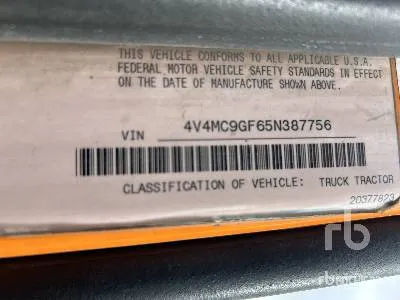 THIS VEHICLE CONFORMS TO ALL APPLICABLE U.S.A.
FEDERAL MOTOR VEHICLE SAFETY STANDARDS IN EFFECT
ON THE DATE OF MANUFACTURE SHOWN ABOVE.
VIN 4V4MC9GF65N387756
CLASSIFICATION OF VEHICLE: TRUCK TRACTOR
20377823
rb